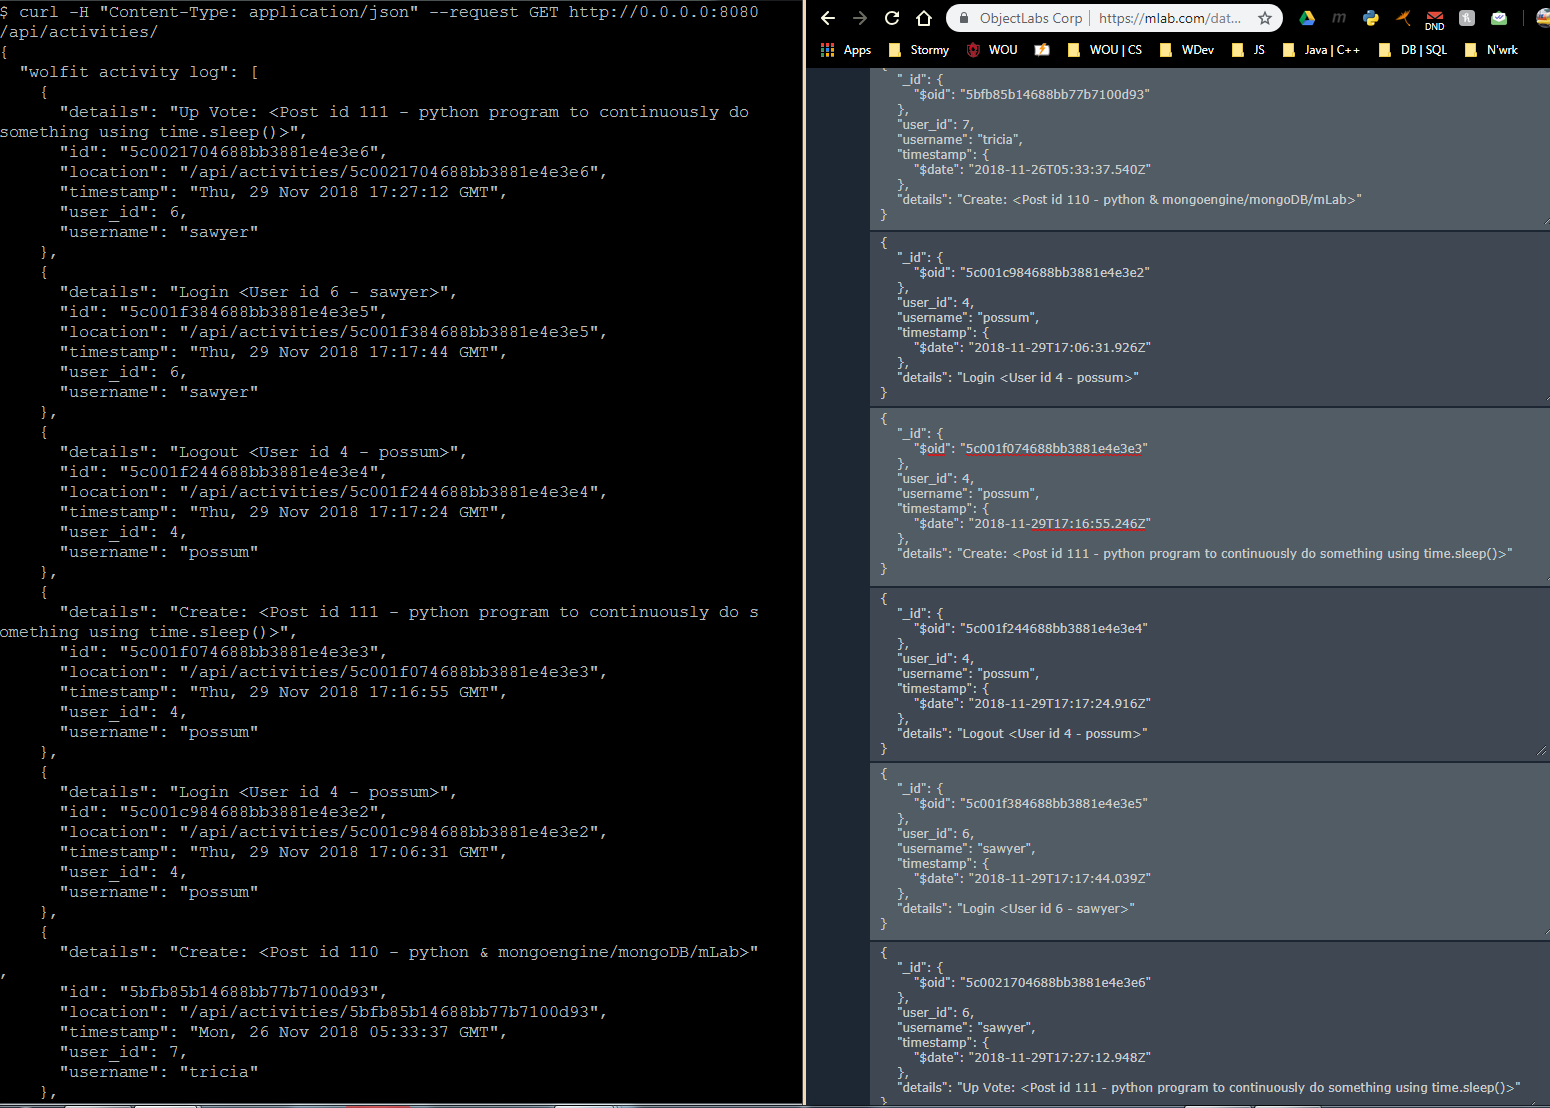 $ curl -H "Content-Type: application/json" --request GET http://0.0.0.0:8080
/api/activities/
{
"wolfit activity log": [
{
"details": "Up Vote: <Post id 111 - python program to continuously do
something using time.sleep()>",
"id": "5c0021704688bb3881e4e3e6",
"location": "/api/activities/5c0021704688bb3881e4e3e6",
"timestamp": "Thu, 29 Nov 2018 17:27:12 GMT",
"user_id": 6,
"username": "sawyer"
},
{
"details": "Login <User id 6 - sawyer>",
"id": "5c001f384688bb3881e4e3e5",
"location": "/api/activities/5c001f384688bb3881e4e3e5",
"timestamp": "Thu, 29 Nov 2018 17:17:44 GMT",
"user_id": 6,
"username": "sawyer"
},
{
"details": "Logout <User id 4 - possum>",
"id": "5c001f244688bb3881e4e3e4",
"location": "/api/activities/5c001f244688bb3881e4e3e4",
"timestamp": "Thu, 29 Nov 2018 17:17:24 GMT",
"user_id": 4,
"username": "possum"
},
{
"details": "Create: <Post id 111 - python program to continuously do s
omething using time.sleep()>",
"id": "5c001f074688bb3881e4e3e3",
"location": "/api/activities/5c001f074688bb3881e4e3e3",
"timestamp": "Thu, 29 Nov 2018 17:16:55 GMT",
"user_id": 4,
"username": "possum"
},
{
"details": "Login <User id 4 - possum>",
"id": "5c001c984688bb3881e4e3e2",
"location": "/api/activities/5c001c984688bb3881e4e3e2",
"timestamp": "Thu, 29 Nov 2018 17:06:31 GMT",
"user_id": 4,
"username": "possum"
},
{
"details": "Create: <Post id 110 - python & mongoengine/mongoDB/mLab>"
,
"id": "5bfb85b14688bb77b7100d93",
"location": "/api/activities/5bfb85b14688bb77b7100d93",
"timestamp": "Mon, 26 Nov 2018 05:33:37 GMT",
"user_id": 7,
"username": "tricia"
},
ObjectLabs Corp | https://mlab.com/dat...
DND
Apps Stormy WOU WOU | CS WDev JS Java | C++ DB | SQL N'wrk
{
"_id": {
"$oid": "5bfb85b14688bb77b7100d93"
},
"user_id": 7,
"username": "tricia",
"timestamp": {
"$date": "2018-11-26T05:33:37.540Z"
},
"details": "Create: <Post id 110 - python & mongoengine/mongoDB/mLab>"
}
{
"_id": {
"$oid": "5c001c984688bb3881e4e3e2"
},
"user_id": 4,
"username": "possum",
"timestamp": {
"$date": "2018-11-29T17:06:31.926Z"
},
"details": "Login <User id 4 - possum>"
}
{
"_id": {
"$oid": "5c001f074688bb3881e4e3e3"
},
"user_id": 4,
"username": "possum",
"timestamp": {
"$date": "2018-11-29T17:16:55.246Z"
},
"details": "Create: <Post id 111 - python program to continuously do something using time.sleep()>"
}
{
"_id": {
"$oid": "5c001f244688bb3881e4e3e4"
},
"user_id": 4,
"username": "possum",
"timestamp": {
"$date": "2018-11-29T17:17:24.916Z"
},
"details": "Logout <User id 4 - possum>"
}
{
"_id": {
"$oid": "5c001f384688bb3881e4e3e5"
},
"user_id": 6,
"username": "sawyer",
"timestamp": {
"$date": "2018-11-29T17:17:44.039Z"
},
"details": "Login <User id 6 - sawyer>"
}
{
"_id": {
"$oid": "5c0021704688bb3881e4e3e6"
},
"user_id": 6,
"username": "sawyer",
"timestamp": {
"$date": "2018-11-29T17:27:12.948Z"
},
"details": "Up Vote: <Post id 111 - python program to continuously do something using time.sleep()>"
}